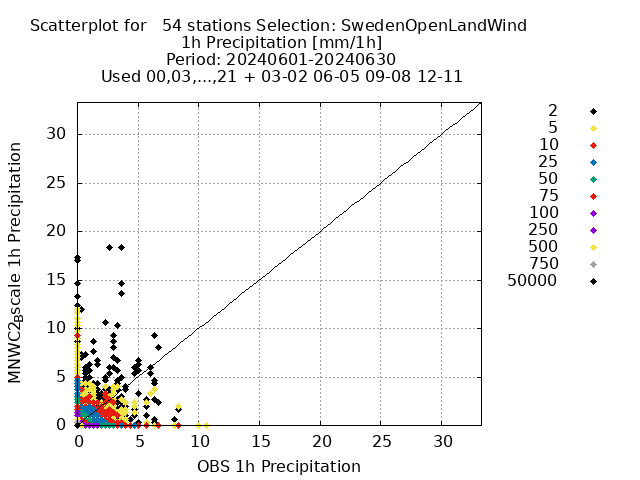 Scatterplot for   54 stations Selection: SwedenOpenLandWind
1h Precipitation [mm/1h]
Period: 20240601-20240630
Used 00,03,...,21 + 03-02 06-05 09-08 12-11
2
5
10
25
50
75
100
250
500
750
50000
30
25
20
15
10
5
0
0 5 10 15 20 25 30
MNWC2Bscale 1h Precipitation
OBS 1h Precipitation